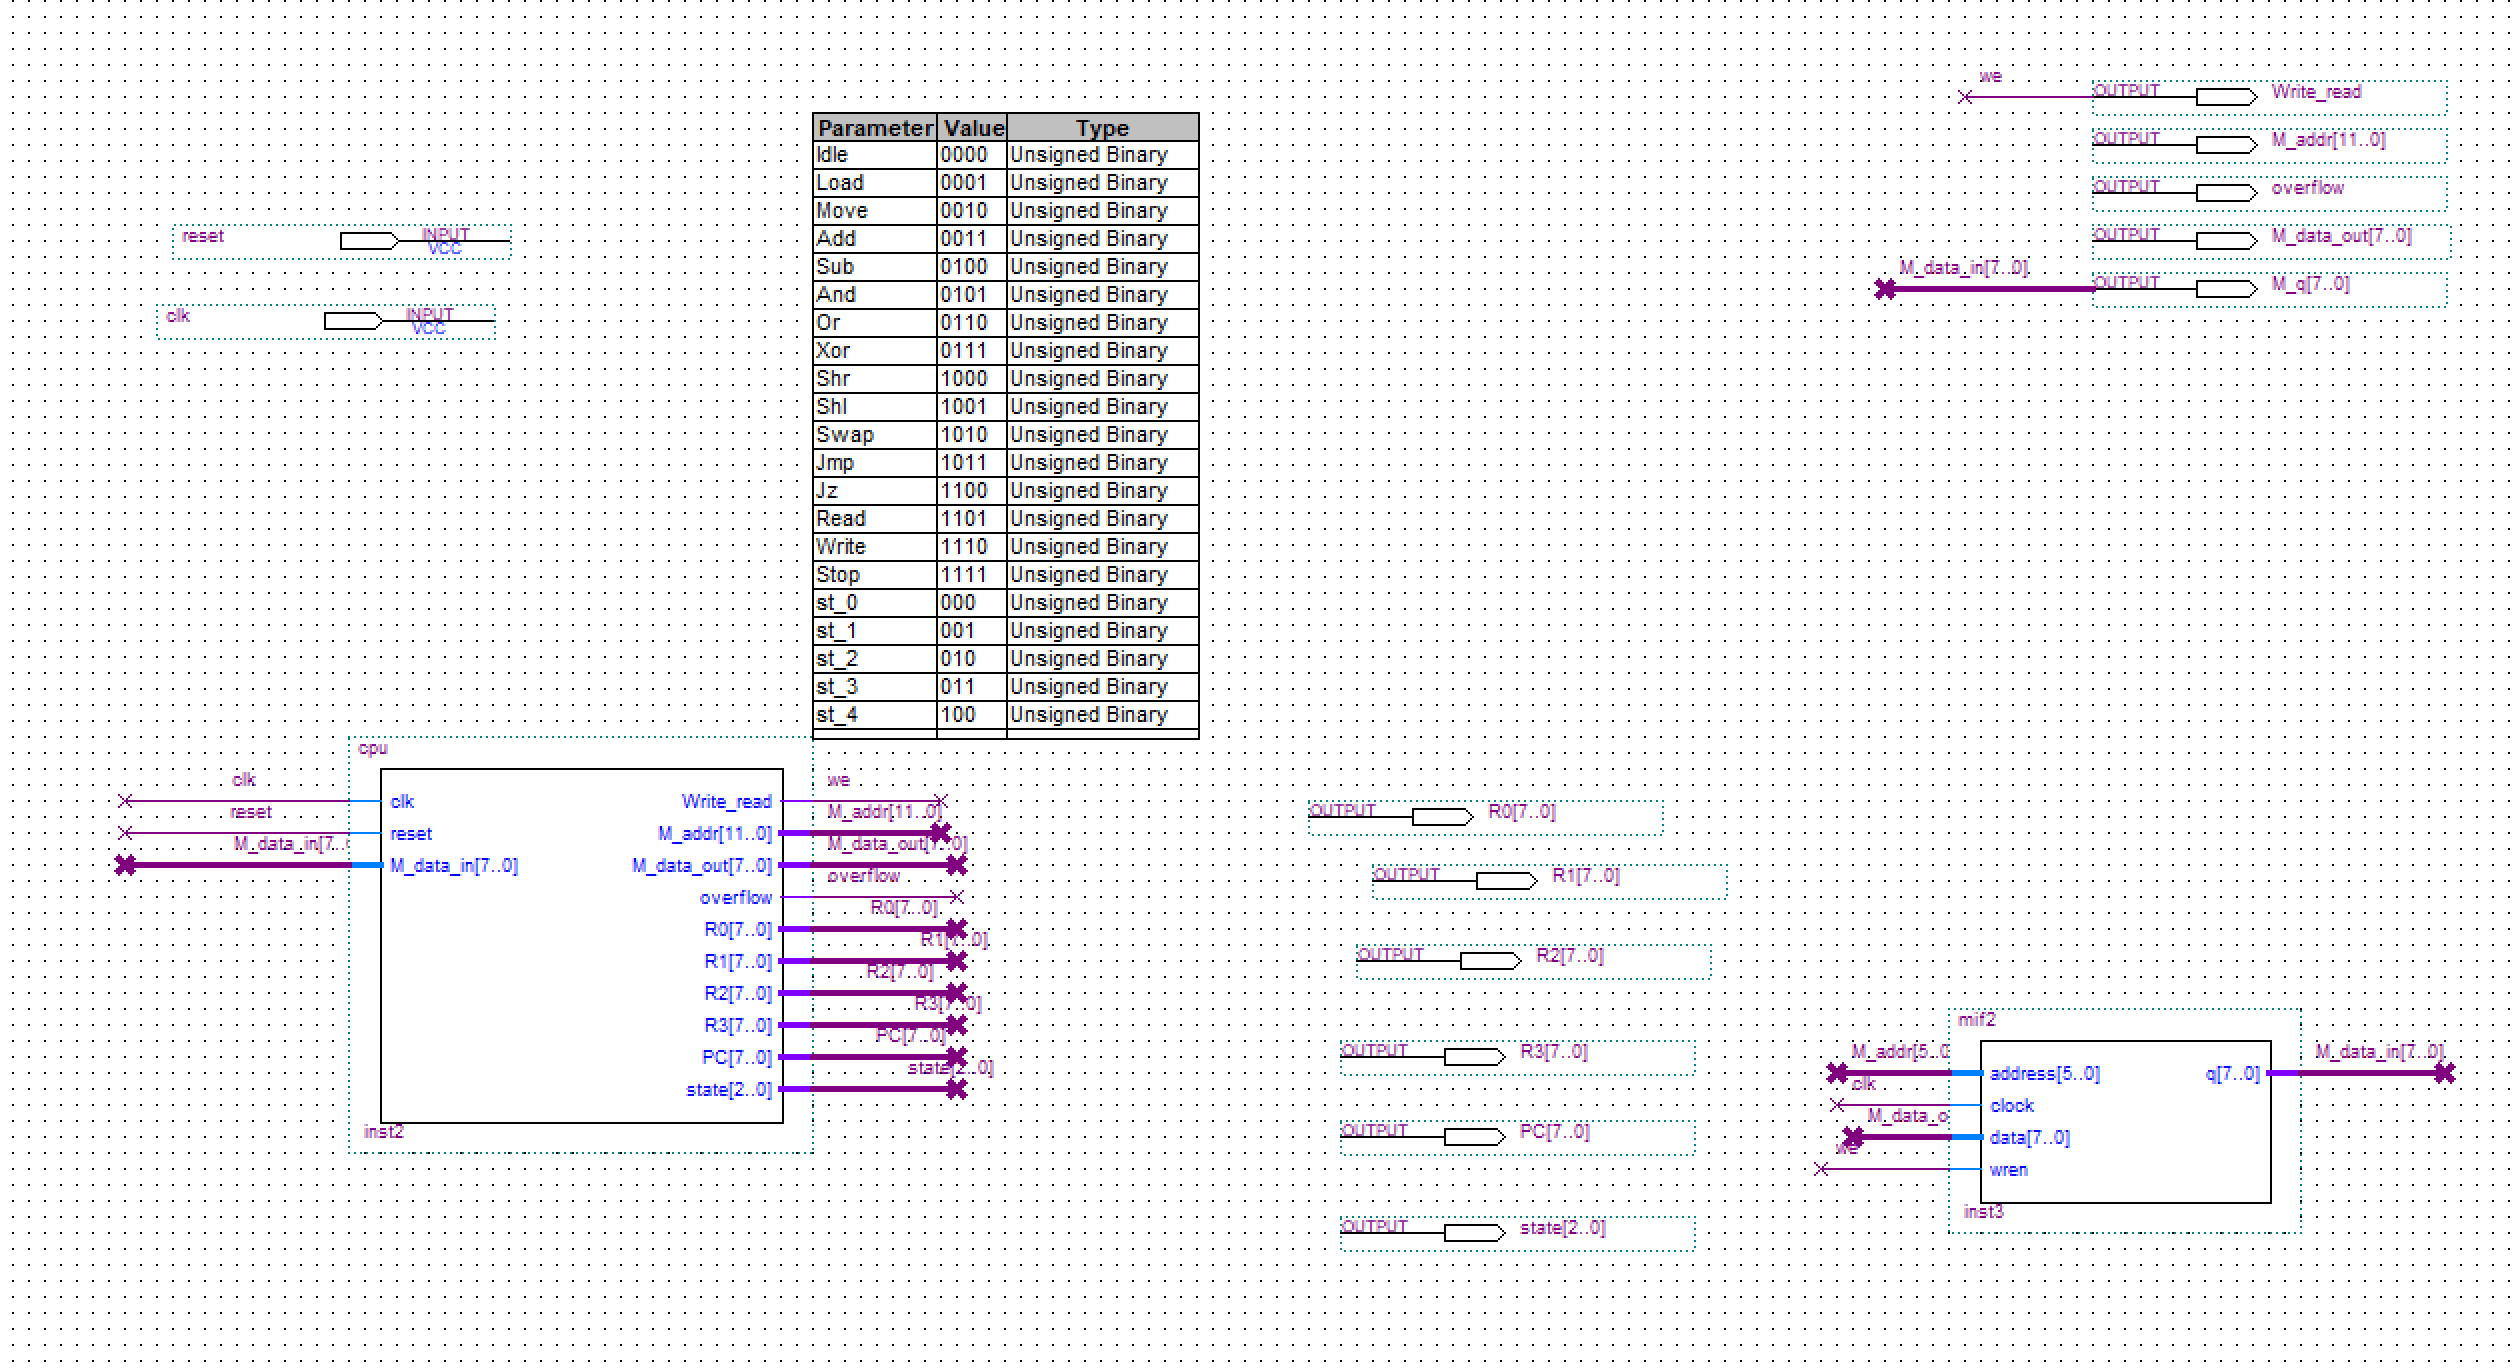 we
OUTPUT Write_read
OUTPUT M_addr[11..0]
OUTPUT overflow
OUTPUT M_data_out[7..0]
M_data_in[7..0]
OUTPUT M_q[7..0]
reset INPUT
VCC
clk INPUT
VCC
Parameter Value Type
Idle 0000 Unsigned Binary
Load 0001 Unsigned Binary
Move 0010 Unsigned Binary
Add 0011 Unsigned Binary
Sub 0100 Unsigned Binary
And 0101 Unsigned Binary
Or 0110 Unsigned Binary
Xor 0111 Unsigned Binary
Shr 1000 Unsigned Binary
Shl 1001 Unsigned Binary
Swap 1010 Unsigned Binary
Jmp 1011 Unsigned Binary
Jz 1100 Unsigned Binary
Read 1101 Unsigned Binary
Write 1110 Unsigned Binary
Stop 1111 Unsigned Binary
st_0 000 Unsigned Binary
st_1 001 Unsigned Binary
st_2 010 Unsigned Binary
st_3 011 Unsigned Binary
st_4 100 Unsigned Binary
cpu
clk
reset
M_data_in[7..
clk
reset
M_data_in[7..0]
Write_read
M_addr[11..0]
M_data_out[7..0]
overflow
R0[7..0]
R1[7..0]
R2[7..0]
R3[7..0]
PC[7..0]
state[2..0]
we
M_addr[11..0]
M_data_out[7..0]
overflow
R0[7..0]
R1[7..0]
R2[7..0]
R3[7..0]
PC[7..0]
state[2..0]
inst2
OUTPUT R0[7..0]
OUTPUT R1[7..0]
OUTPUT R2[7..0]
OUTPUT R3[7..0]
OUTPUT PC[7..0]
OUTPUT state[2..0]
mif2
M_addr[5..0
clk
M_data_o
we
address[5..0]
clock
data[7..0]
wren
q[7..0]
M_data_in[7..0]
inst3